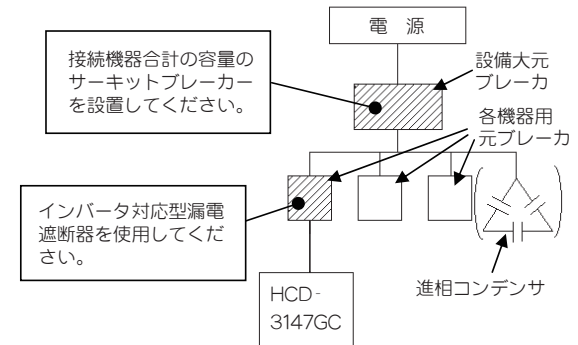 電　源
接続機器合計の容量の
サーキットブレーカー
を設置してください。
設備大元
ブレーカ
各機器用
元ブレーカ
インバータ対応型漏電
遮断器を使用してくだ
さい。
進相コンデンサ
HCD-
3147GC